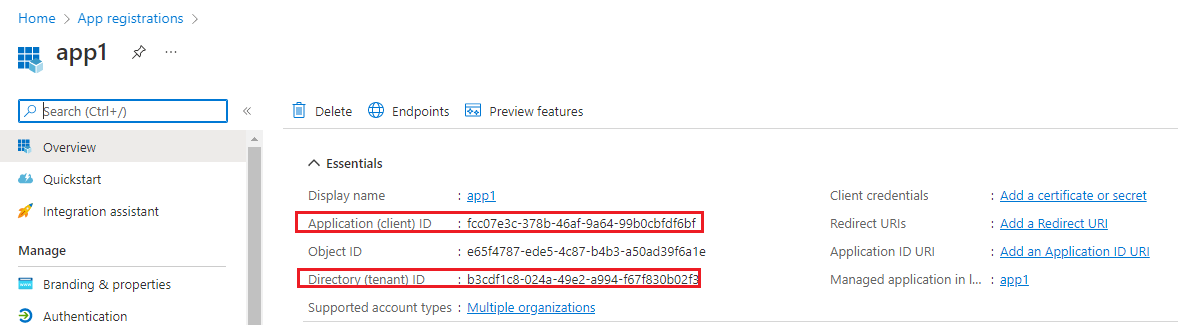 Home > App registrations >
app1
...
Search (Ctrl+/)
«
Delete
Endpoints
Preview features
Overview
Quickstart
Integration assistant
Manage
Branding & properties
Authentication
Essentials
Display name : app1
Application (client) ID : fcc07e3c-378b-46af-9a64-99b0cbfdf6bf
Object ID : e65f4787-ede5-4c87-b4b3-a50ad39f6a1e
Directory (tenant) ID : b3cdf1c8-024a-49e2-a994-f67f830b02f3
Supported account types : Multiple organizations
Client credentials : Add a certificate or secret
Redirect URIs : Add a Redirect URI
Application ID URI : Add an Application ID URI
Managed application in l... : app1